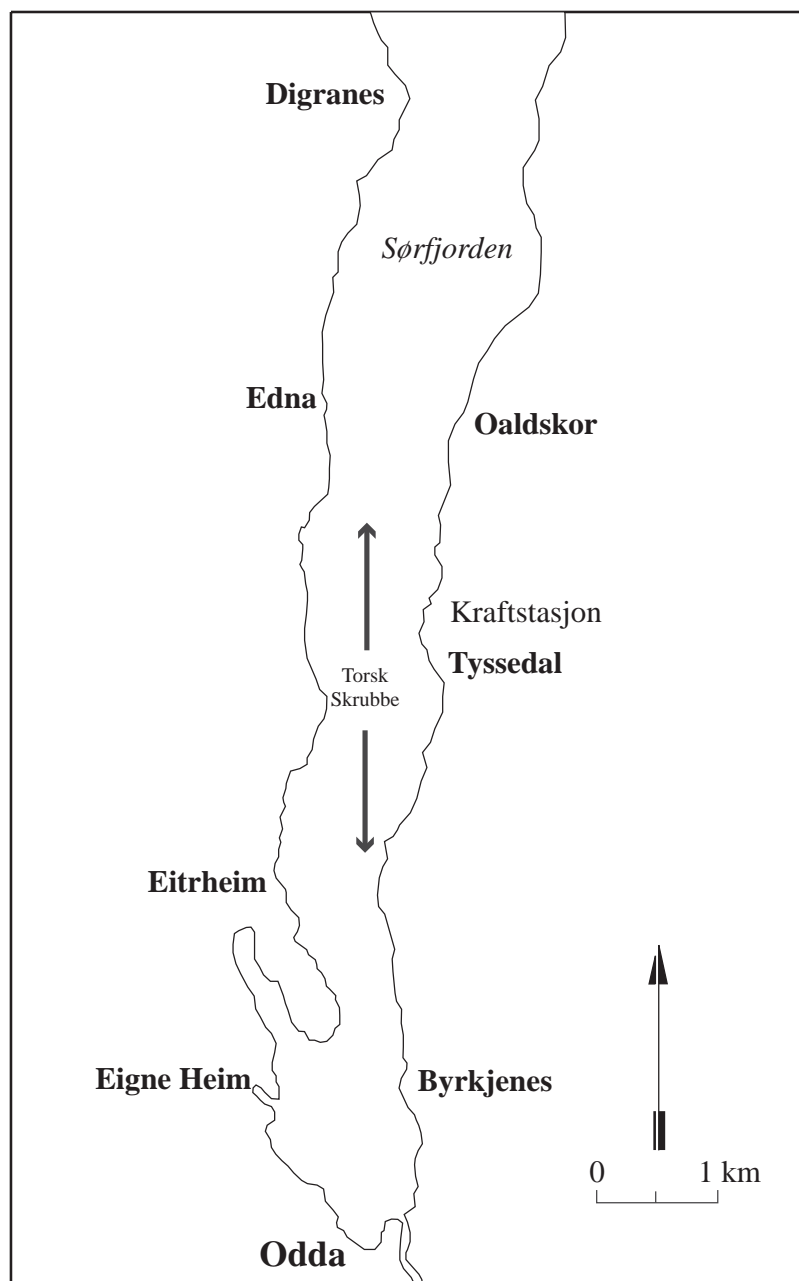 Digranes
Sørfjorden
Edna
Oaldskor
Kraftstasjon
Tyssedal
Torsk
Skrubbe
Eitrheim
Eigne Heim
Byrkjenes
0 1 km
Odda